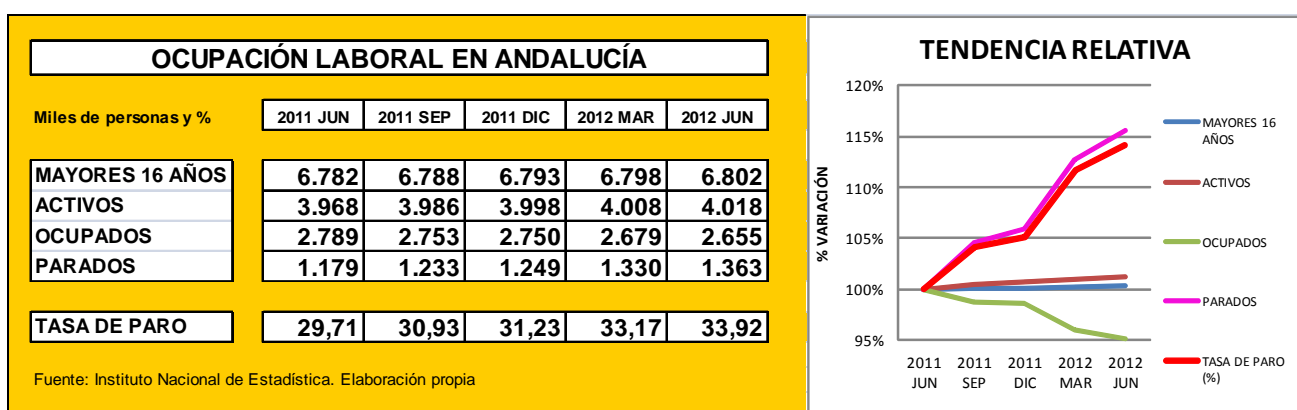 OCUPACIÓN LABORAL EN ANDALUCÍA
Miles de personas y % 2011 JUN 2011 SEP 2011 DIC 2012 MAR 2012 JUN
MAYORES 16 AÑOS 6.782 6.788 6.793 6.798 6.802
ACTIVOS 3.968 3.986 3.998 4.008 4.018
OCUPADOS 2.789 2.753 2.750 2.679 2.655
PARADOS 1.179 1.233 1.249 1.330 1.363
TASA DE PARO 29,71 30,93 31,23 33,17 33,92
Fuente: Instituto Nacional de Estadística. Elaboración propia
TENDENCIA RELATIVA
% VARIACIÓN
120%
115%
110%
105%
100%
95%
2011 2011 2011 2012 2012
JUN SEP DIC MAR JUN
MAYORES 16
AÑOS
ACTIVOS
OCUPADOS
PARADOS
TASA DE PARO
(%)